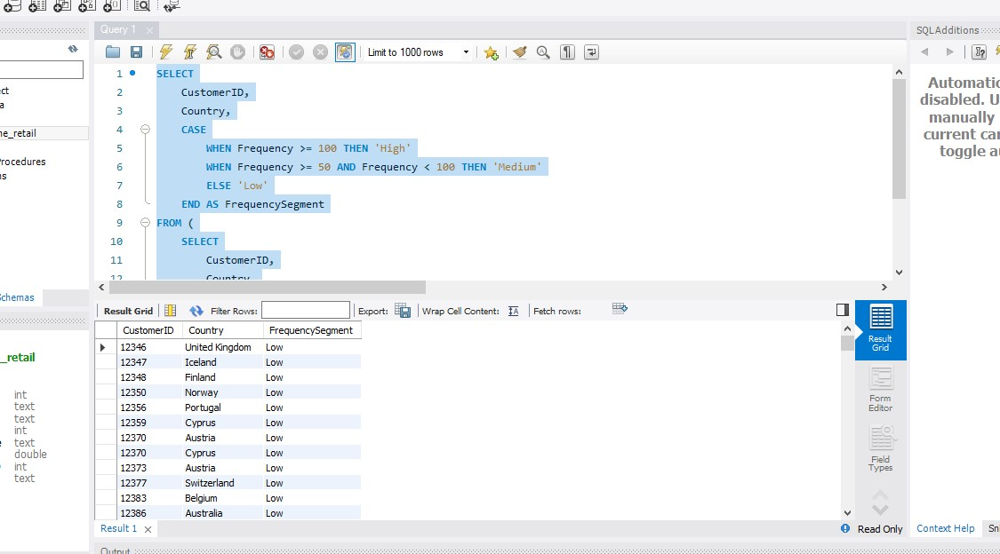 Query 1
SQLAdditions
Limit to 1000 rows
1 SELECT
2 CustomerID,
3 Country,
4 CASE
5 WHEN Frequency >= 100 THEN 'High'
6 WHEN Frequency >= 50 AND Frequency < 100 THEN 'Medium'
7 ELSE 'Low'
8 END AS FrequencySegment
9 FROM (
10 SELECT
11 CustomerID,
12 Country,
ct
a
ne_retail
Procedures
ns
Schemas
_retail
int
text
text
int
text
double
int
text
Automatic
disabled. U
manually
current car
toggle au
Result Grid
Filter Rows:
Export:
Wrap Cell Content:
Fetch rows:
CustomerID Country FrequencySegment
12346 United Kingdom Low
12347 Iceland Low
12348 Finland Low
12350 Norway Low
12356 Portugal Low
12359 Cyprus Low
12370 Austria Low
12370 Cyprus Low
12373 Austria Low
12377 Switzerland Low
12383 Belgium Low
12386 Australia Low
Result
Grid
Form
Editor
Field
Types
Result 1
Read Only
Context Help
Sn
Output